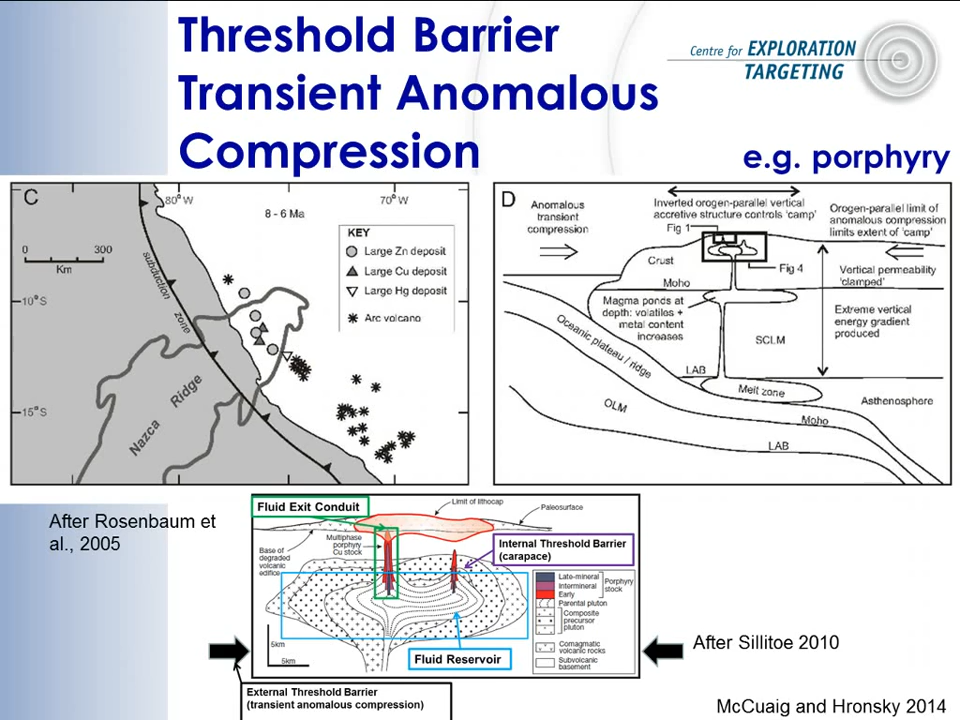 Threshold Barrier
Transient Anomalous
Compression
e.g. porphyry
Centre for EXPLORATION
TARGETING
C
80° W
70° W
8 - 6 Ma
KEY
Large Zn deposit
Large Cu deposit
Large Hg deposit
Arc volcano
0
300
Km
10°S
15°S
subduction
zone
Nazca
Ridge
D
Anomalous
transient
compression
Inverted orogen-parallel vertical
accretive structure controls 'camp'
Orogen-parallel limit of
anomalous compression
limits extent of 'camp'
Fig 1
Crust
Fig 4
Moho
Vertical permeability
'clamped'
Magma ponds at
depth: volatiles +
metal content
increases
Extreme vertical
energy gradient
produced
SCLM
Oceanic plateau / ridge
LAB
Melt zone
Asthenosphere
OLM
Moho
LAB
After Rosenbaum et
al., 2005
Fluid Exit Conduit
Limit of lithocap
Paleosurface
Multiphase
porphyry
Cu stock
Base of
degraded
volcanic
edifice
Internal Threshold Barrier
(carapace)
Late-mineral
Intermineral
Early
Porphyry
stock
Parental pluton
Composite
precursor
pluton
Comagmatic
volcanic rocks
Subvolcanic
basement
5km
5km
Fluid Reservoir
After Sillitoe 2010
External Threshold Barrier
(transient anomalous compression)
McCuaig and Hronsky 2014